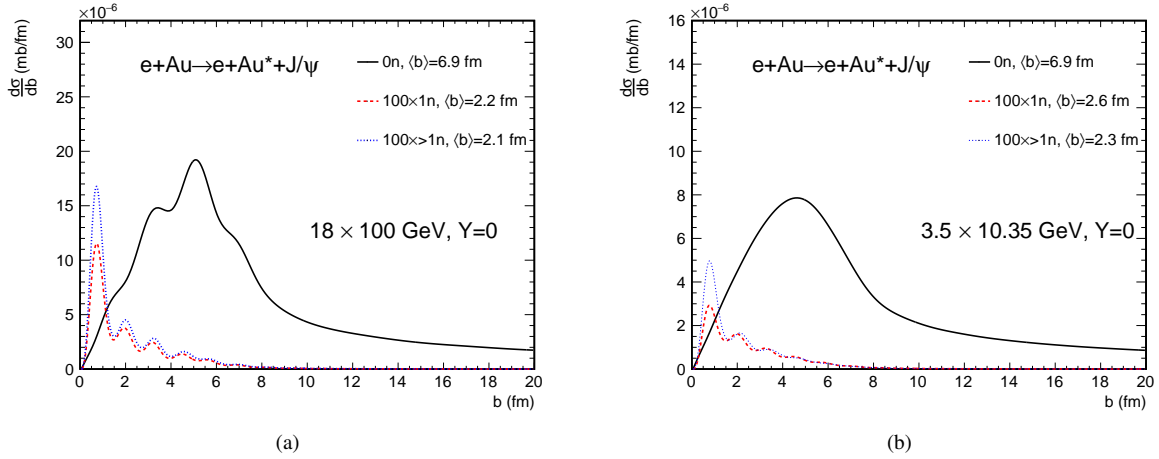 ×10⁻⁶
dσ/db (mb/fm)
30
25
20
15
10
5
0
e+Au→e+Au*+J/ψ
0n, ⟨b⟩=6.9 fm
100×1n, ⟨b⟩=2.2 fm
100×>1n, ⟨b⟩=2.1 fm
18 × 100 GeV, Y=0
0 2 4 6 8 10 12 14 16 18 20
b (fm)
(a)
×10⁻⁶
dσ/db (mb/fm)
16
14
12
10
8
6
4
2
0
e+Au→e+Au*+J/ψ
0n, ⟨b⟩=6.9 fm
100×1n, ⟨b⟩=2.6 fm
100×>1n, ⟨b⟩=2.3 fm
3.5 × 10.35 GeV, Y=0
0 2 4 6 8 10 12 14 16 18 20
b (fm)
(b)